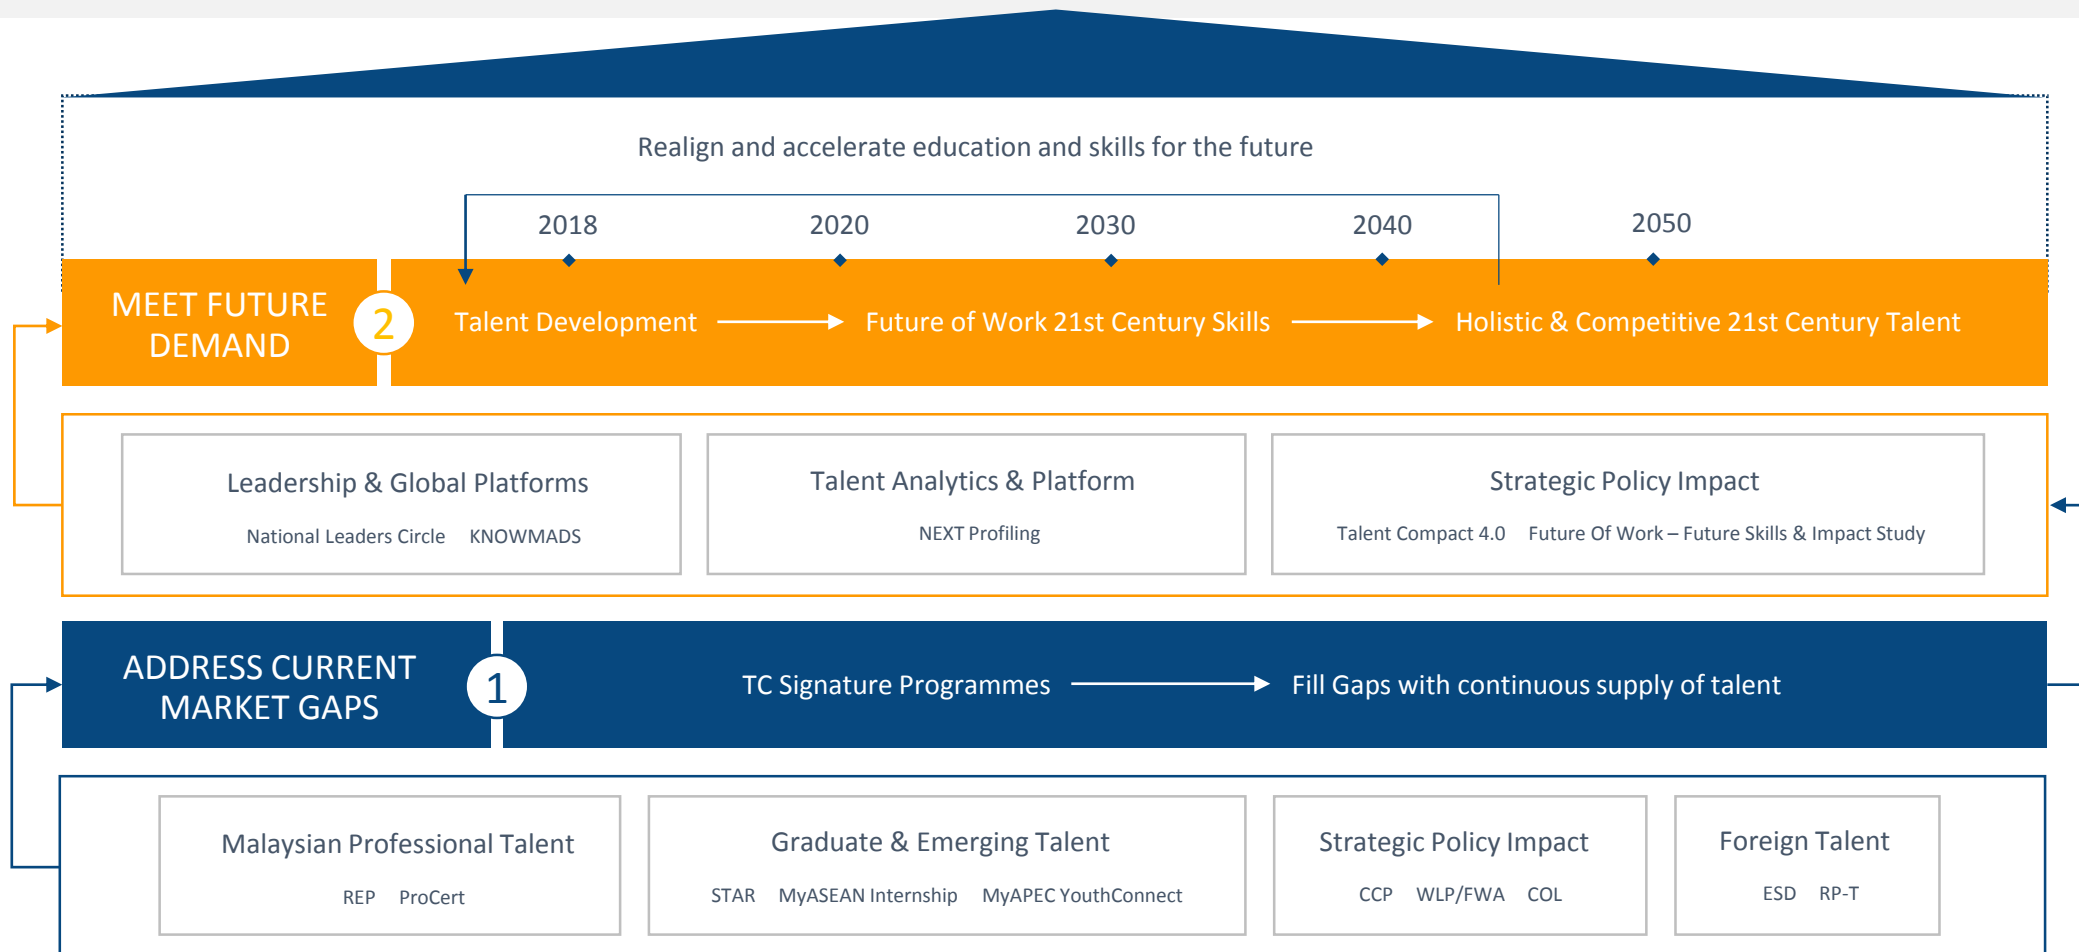 Realign and accelerate education and skills for the future
2018 2020 2030 2040 2050
MEET FUTURE
DEMAND
2
Talent Development Future of Work 21st Century Skills Holistic & Competitive 21st Century Talent
Leadership & Global Platforms
National Leaders Circle KNOWMADS
Talent Analytics & Platform
NEXT Profiling
Strategic Policy Impact
Talent Compact 4.0 Future Of Work – Future Skills & Impact Study
ADDRESS CURRENT
MARKET GAPS
1
TC Signature Programmes Fill Gaps with continuous supply of talent
Malaysian Professional Talent
REP ProCert
Graduate & Emerging Talent
STAR MyASEAN Internship MyAPEC YouthConnect
Strategic Policy Impact
CCP WLP/FWA COL
Foreign Talent
ESD RP-T